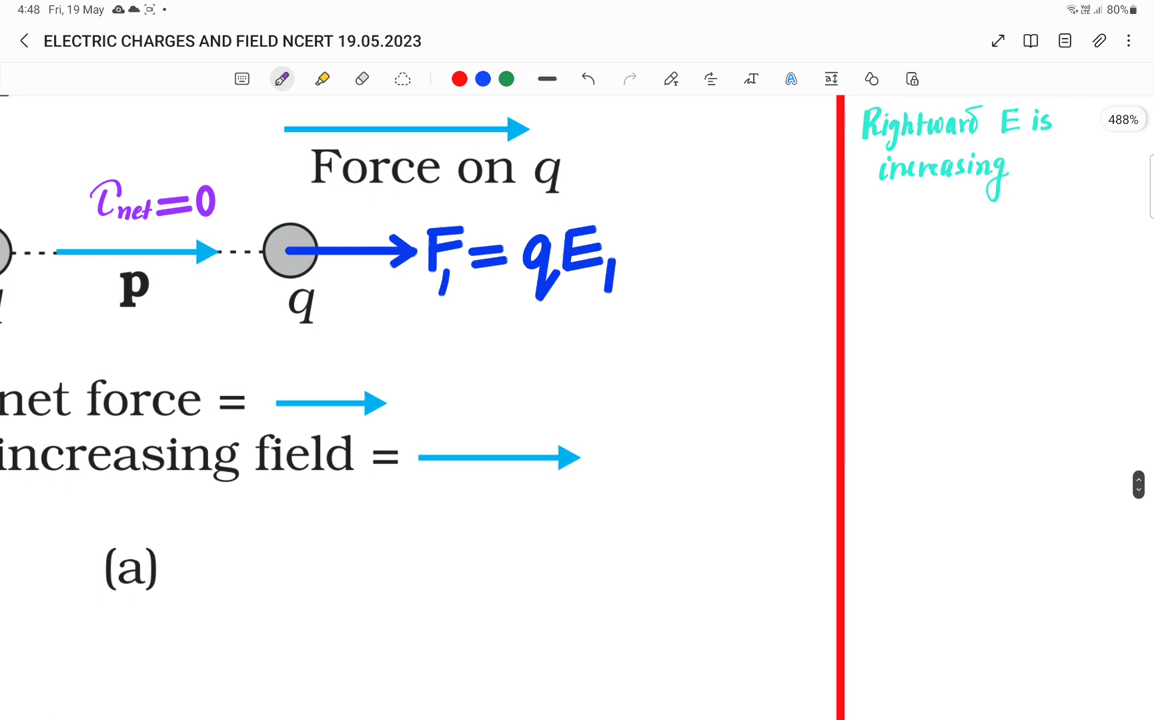 4:48 Fri, 19 May
80%
ELECTRIC CHARGES AND FIELD NCERT 19.05.2023
Rightward E is
increasing
488%
Force on q
τnet=0
F₁ = qE₁
p
q
net force =
increasing field =
(a)